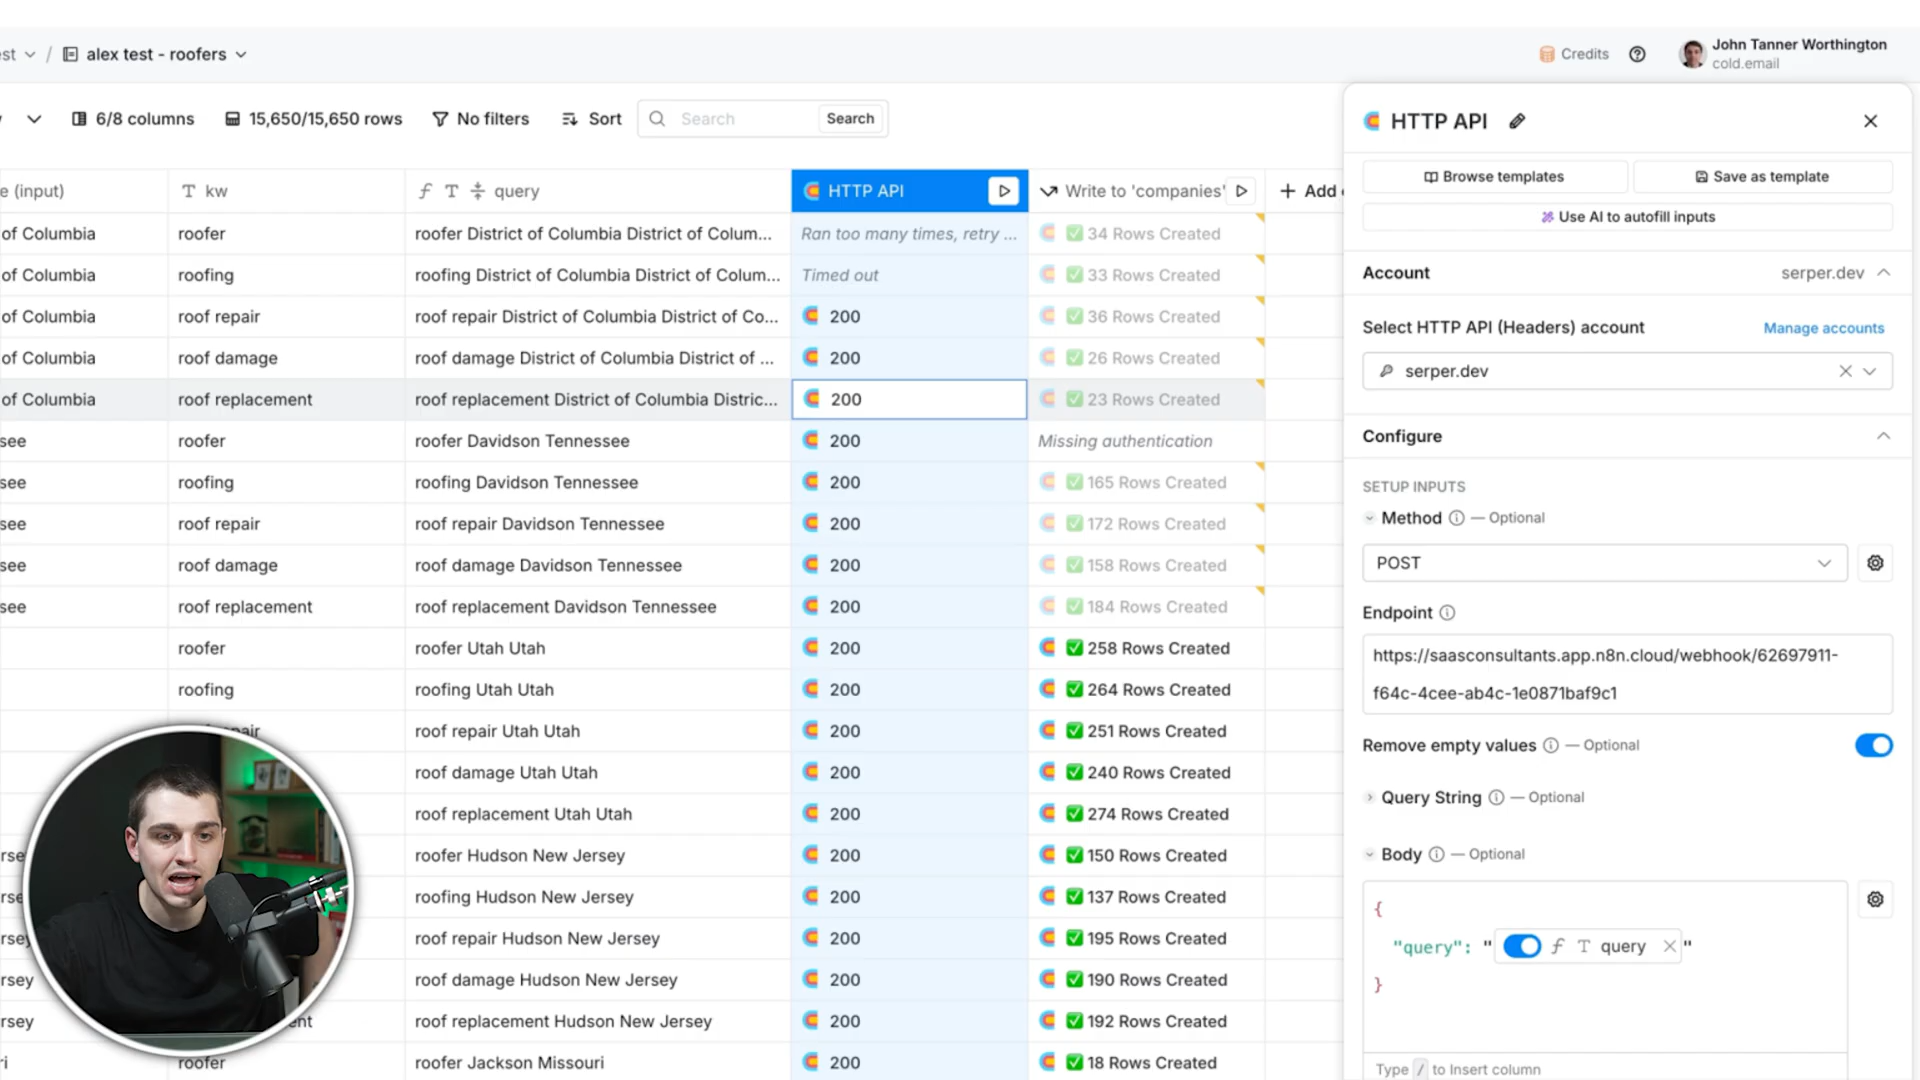 st / alex test - roofers
Credits
John Tanner Worthington
cold.email
6/8 columns 15,650/15,650 rows No filters Sort Search Search
HTTP API
Browse templates Save as template
Use AI to autofill inputs
Account serper.dev
Select HTTP API (Headers) account Manage accounts
serper.dev
Configure
SETUP INPUTS
Method — Optional
POST
Endpoint
https://saasconsultants.app.n8n.cloud/webhook/62697911-
f64c-4cee-ab4c-1e0871baf9c1
Remove empty values — Optional
Query String — Optional
Body — Optional
{
"query": " query "
}
Type / to Insert column
e (input) kw query HTTP API Write to 'companies' Add
of Columbia roofer roofer District of Columbia District of Colum... Ran too many times, retry ... 34 Rows Created
of Columbia roofing roofing District of Columbia District of Colum... Timed out 33 Rows Created
of Columbia roof repair roof repair District of Columbia District of Co... 200 36 Rows Created
of Columbia roof damage roof damage District of Columbia District of ... 200 26 Rows Created
of Columbia roof replacement roof replacement District of Columbia Distric... 200 23 Rows Created
see roofer roofer Davidson Tennessee 200 Missing authentication
see roofing roofing Davidson Tennessee 200 165 Rows Created
see roof repair roof repair Davidson Tennessee 200 172 Rows Created
see roof damage roof damage Davidson Tennessee 200 158 Rows Created
see roof replacement roof replacement Davidson Tennessee 200 184 Rows Created
roofer roofer Utah Utah 200 258 Rows Created
roofing roofing Utah Utah 200 264 Rows Created
pair roof repair Utah Utah 200 251 Rows Created
roof damage Utah Utah 200 240 Rows Created
roof replacement Utah Utah 200 274 Rows Created
rse roofer Hudson New Jersey 200 150 Rows Created
rse roofing Hudson New Jersey 200 137 Rows Created
rsey roof repair Hudson New Jersey 200 195 Rows Created
rsey roof damage Hudson New Jersey 200 190 Rows Created
rsey nt roof replacement Hudson New Jersey 200 192 Rows Created
ri roofer roofer Jackson Missouri 200 18 Rows Created